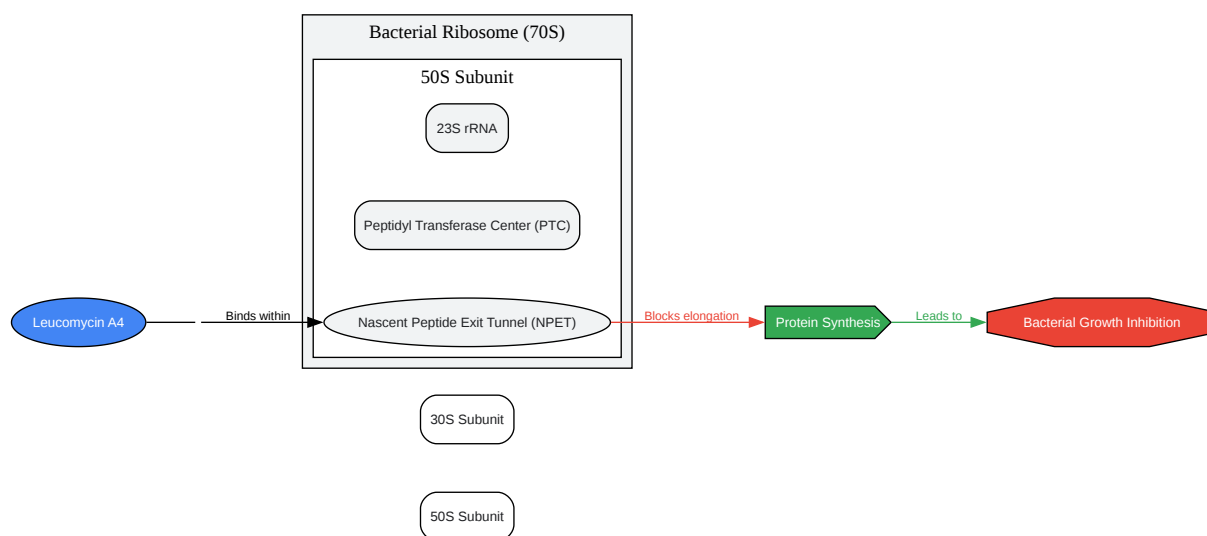 Bacterial Ribosome (70S)
50S Subunit
23S rRNA
Peptidyl Transferase Center (PTC)
Leucomycin A4
Binds within
Nascent Peptide Exit Tunnel (NPET)
Blocks elongation
Protein Synthesis
Leads to
Bacterial Growth Inhibition
30S Subunit
50S Subunit